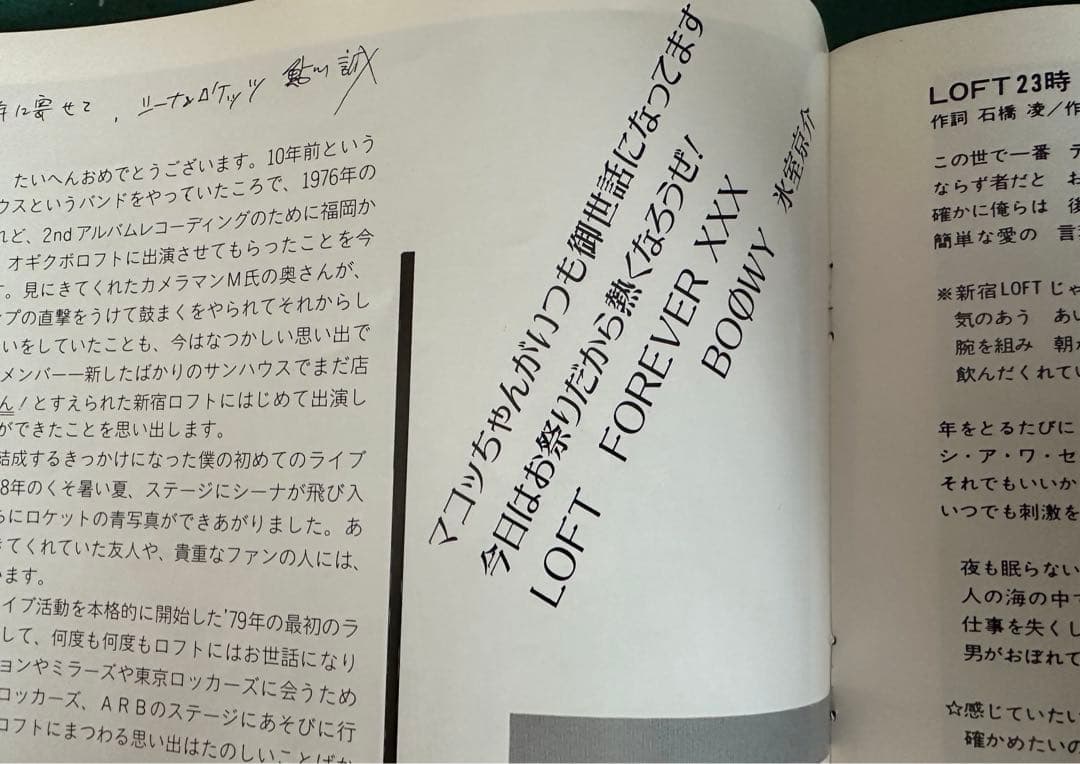 年に寄せて、シーナ&ロケッツ 鮎川誠
たいへんおめでとうございます。10年前という
ウスというバンドをやっていたころで、1976年の
れど、2ndアルバムレコーディングのために福岡か
オギクボロフトに出演させてもらったことを今
す。見にきてくれたカメラマンM氏の奥さんが、
ンプの直撃をうけて鼓まくをやられてそれからし
いをしていたことも、今はなつかしい思い出で
メンバー一新したばかりのサンハウスでまだ店
ん!とすえられた新宿ロフトにはじめて出演し
ができたことを思い出します。
結成するきっかけになった僕の初めてのライブ
8年のくそ暑い夏、ステージにシーナが飛び入
らにロケットの青写真ができあがりました。あ
きてくれていた友人や、貴重なファンの人には、
います。
イブ活動を本格的に開始した'79年の最初のラ
して、何度も何度もロフトにはお世話になり
ョンやミラーズや東京ロッカーズに会うため
ロッカーズ、ARBのステージにあそびに行
ロフトにまつわる思い出はたのしいことばか
マコッちゃんがいつも御世話になってます
今日はお祭りだから熱くなろうぜ!
LOFT FOREVER XXX
BOØWY 氷室京介
LOFT 23時
作詞 石橋 凌/作
この世で一番 デ
ならず者だと お
確かに俺らは 後
簡単な愛の 言
※新宿LOFTじゃ
気のあう あい
腕を組み 朝
飲んだくれてい
年をとるたびに
シ・ア・ワ・セ
それでもいいか
いつでも刺激を
夜も眠らない
人の海の中で
仕事を失くし
男がおぼれて
☆感じていたい
確かめたいの